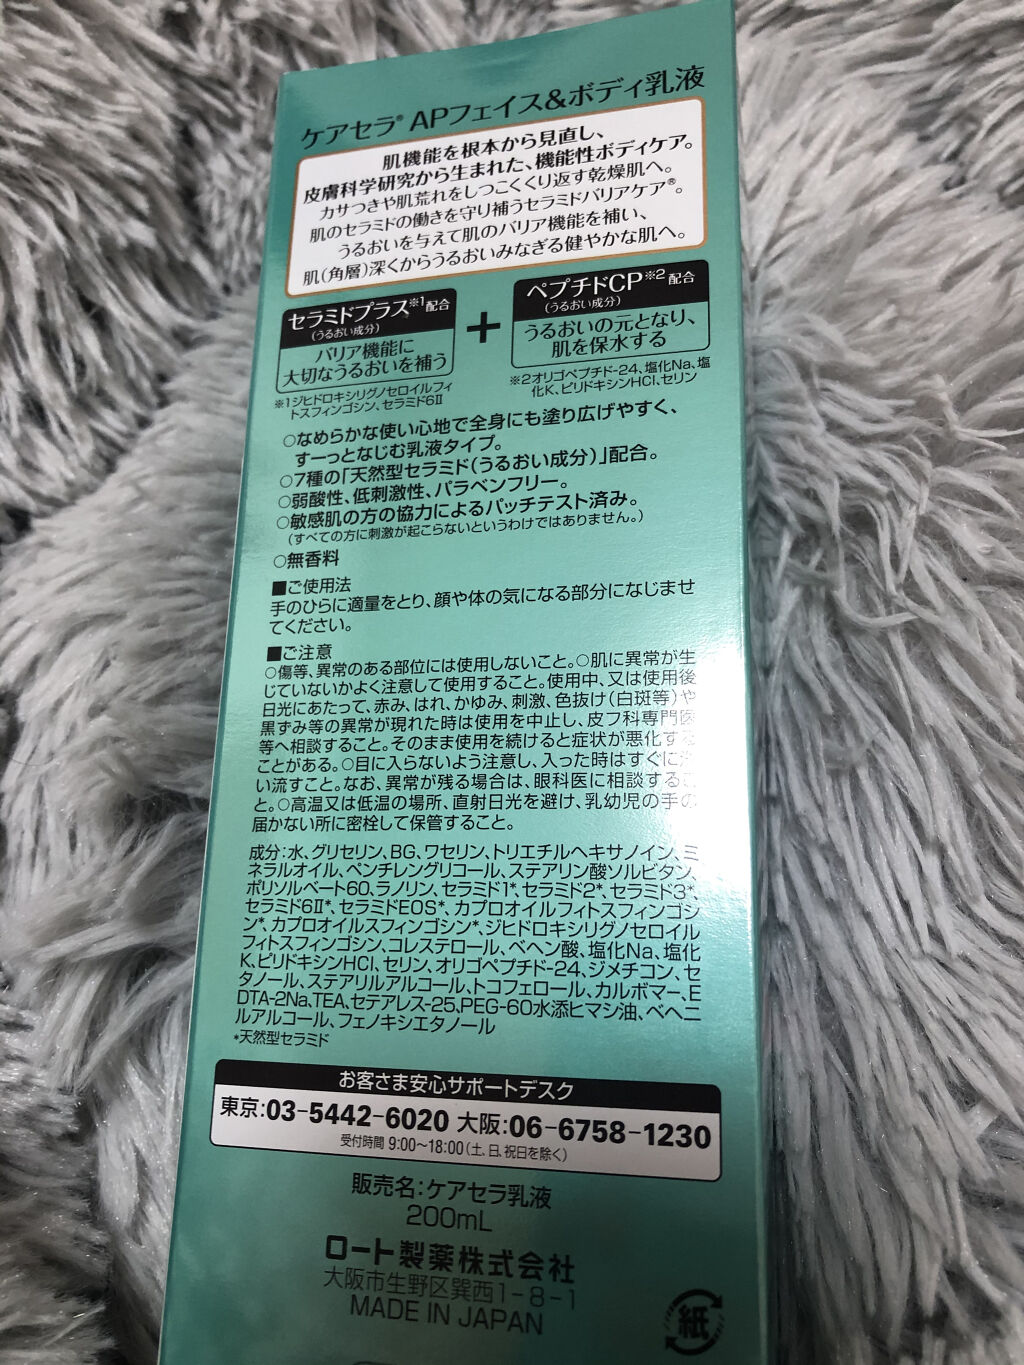 ケアセラ® APフェイス&ボディ乳液
肌機能を根本から見直し、
皮膚科学研究から生まれた、機能性ボディケア。
カサつきや肌荒れをしつこくくり返す乾燥肌へ。
肌のセラミドの働きを守り補うセラミドバリアケア®。
うるおいを与えて肌のバリア機能を補い、
肌(角層)深くからうるおいみなぎる健やかな肌へ。
セラミドプラス※1配合
(うるおい成分)
バリア機能に
大切なうるおいを補う
※1ジヒドロキシリグノセロイルフィ
トスフィンゴシン、セラミド6Ⅱ
+
ペプチドCP※2配合
(うるおい成分)
うるおいの元となり、
肌を保水する
※2オリゴペプチド-24、塩化Na、塩
化K、ピリドキシンHCl、セリン
○なめらかな使い心地で全身にも塗り広げやすく、
すーっとなじむ乳液タイプ。
○7種の「天然型セラミド(うるおい成分)」配合。
○弱酸性、低刺激性、パラベンフリー。
○敏感肌の方の協力によるパッチテスト済み。
(すべての方に刺激が起こらないというわけではありません。)
○無香料
■ご使用法
手のひらに適量をとり、顔や体の気になる部分になじませ
てください。
■ご注意
○傷等、異常のある部位には使用しないこと。○肌に異常が生
じていないかよく注意して使用すること。使用中、又は使用後
日光にあたって、赤み、はれ、かゆみ、刺激、色抜け(白斑等)や
黒ずみ等の異常が現れた時は使用を中止し、皮フ科専門医
等へ相談すること。そのまま使用を続けると症状が悪化する
ことがある。○目に入らないよう注意し、入った時はすぐに洗
い流すこと。なお、異常が残る場合は、眼科医に相談するこ
と。○高温又は低温の場所、直射日光を避け、乳幼児の手の
届かない所に密栓して保管すること。
成分:水、グリセリン、BG、ワセリン、トリエチルヘキサノイン、ミ
ネラルオイル、ペンチレングリコール、ステアリン酸ソルビタン、
ポリソルベート60、ラノリン、セラミド1*、セラミド2*、セラミド3*、
セラミド6Ⅱ*、セラミドEOS*、カプロオイルフィトスフィンゴシ
ン*、カプロオイルスフィンゴシン*、ジヒドロキシリグノセロイル
フィトスフィンゴシン、コレステロール、ベヘン酸、塩化Na、塩化
K、ピリドキシンHCl、セリン、オリゴペプチド-24、ジメチコン、セ
タノール、ステアリルアルコール、トコフェロール、カルボマー、E
DTA-2Na、TEA、セテアレス-25、PEG-60水添ヒマシ油、ベヘニ
ルアルコール、フェノキシエタノール
*天然型セラミド
お客さま安心サポートデスク
東京:03-5442-6020 大阪:06-6758-1230
受付時間 9:00〜18:00(土、日、祝日を除く)
販売名:ケアセラ乳液
200mL
ロート製薬株式会社
大阪市生野区巽西1-8-1
MADE IN JAPAN
紙